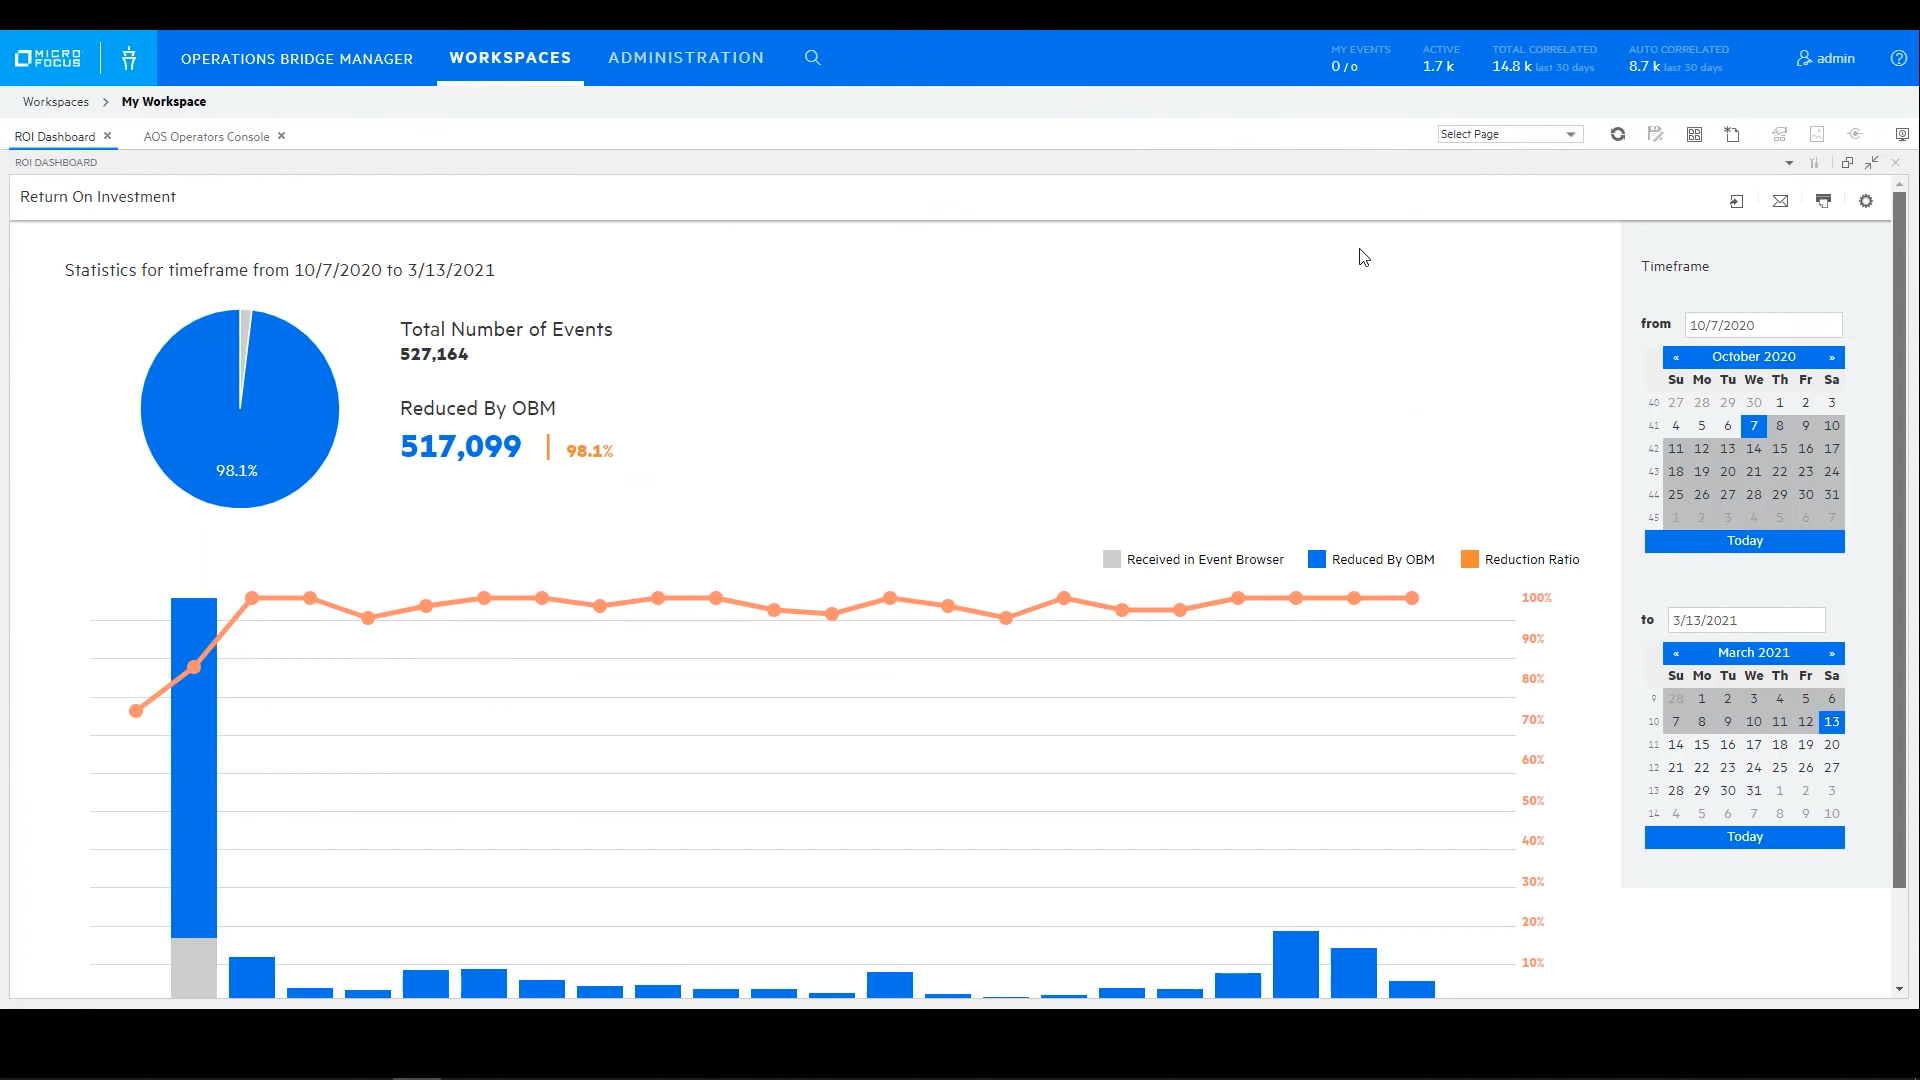 MICRO FOCUS
OPERATIONS BRIDGE MANAGER WORKSPACES ADMINISTRATION
MY EVENTS ACTIVE TOTAL CORRELATED AUTO CORRELATED
0 / 0 1.7 k 14.8 k last 30 days 8.7 k last 30 days
admin
Workspaces My Workspace
ROI Dashboard AOS Operators Console
Select Page
ROI DASHBOARD
Return On Investment
Statistics for timeframe from 10/7/2020 to 3/13/2021
98.1%
Total Number of Events
527,164
Reduced By OBM
517,099 | 98.1%
Received in Event Browser Reduced By OBM Reduction Ratio
100%
90%
80%
70%
60%
50%
40%
30%
20%
10%
Timeframe
from 10/7/2020
« October 2020 »
Su Mo Tu We Th Fr Sa
40 27 28 29 30 1 2 3
41 4 5 6 7 8 9 10
42 11 12 13 14 15 16 17
43 18 19 20 21 22 23 24
44 25 26 27 28 29 30 31
45 1 2 3 4 5 6 7
Today
to 3/13/2021
« March 2021 »
Su Mo Tu We Th Fr Sa
9 28 1 2 3 4 5 6
10 7 8 9 10 11 12 13
11 14 15 16 17 18 19 20
12 21 22 23 24 25 26 27
13 28 29 30 31 1 2 3
14 4 5 6 7 8 9 10
Today